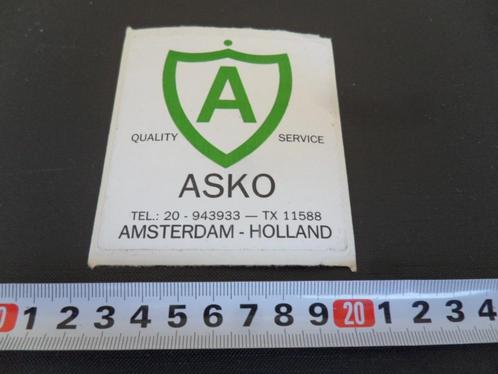 A
QUALITY SERVICE
ASKO
TEL.: 20 - 943933 — TX 11588
AMSTERDAM - HOLLAND
1 2 3 4 5 6 7 8 9 20 1 2 3 4